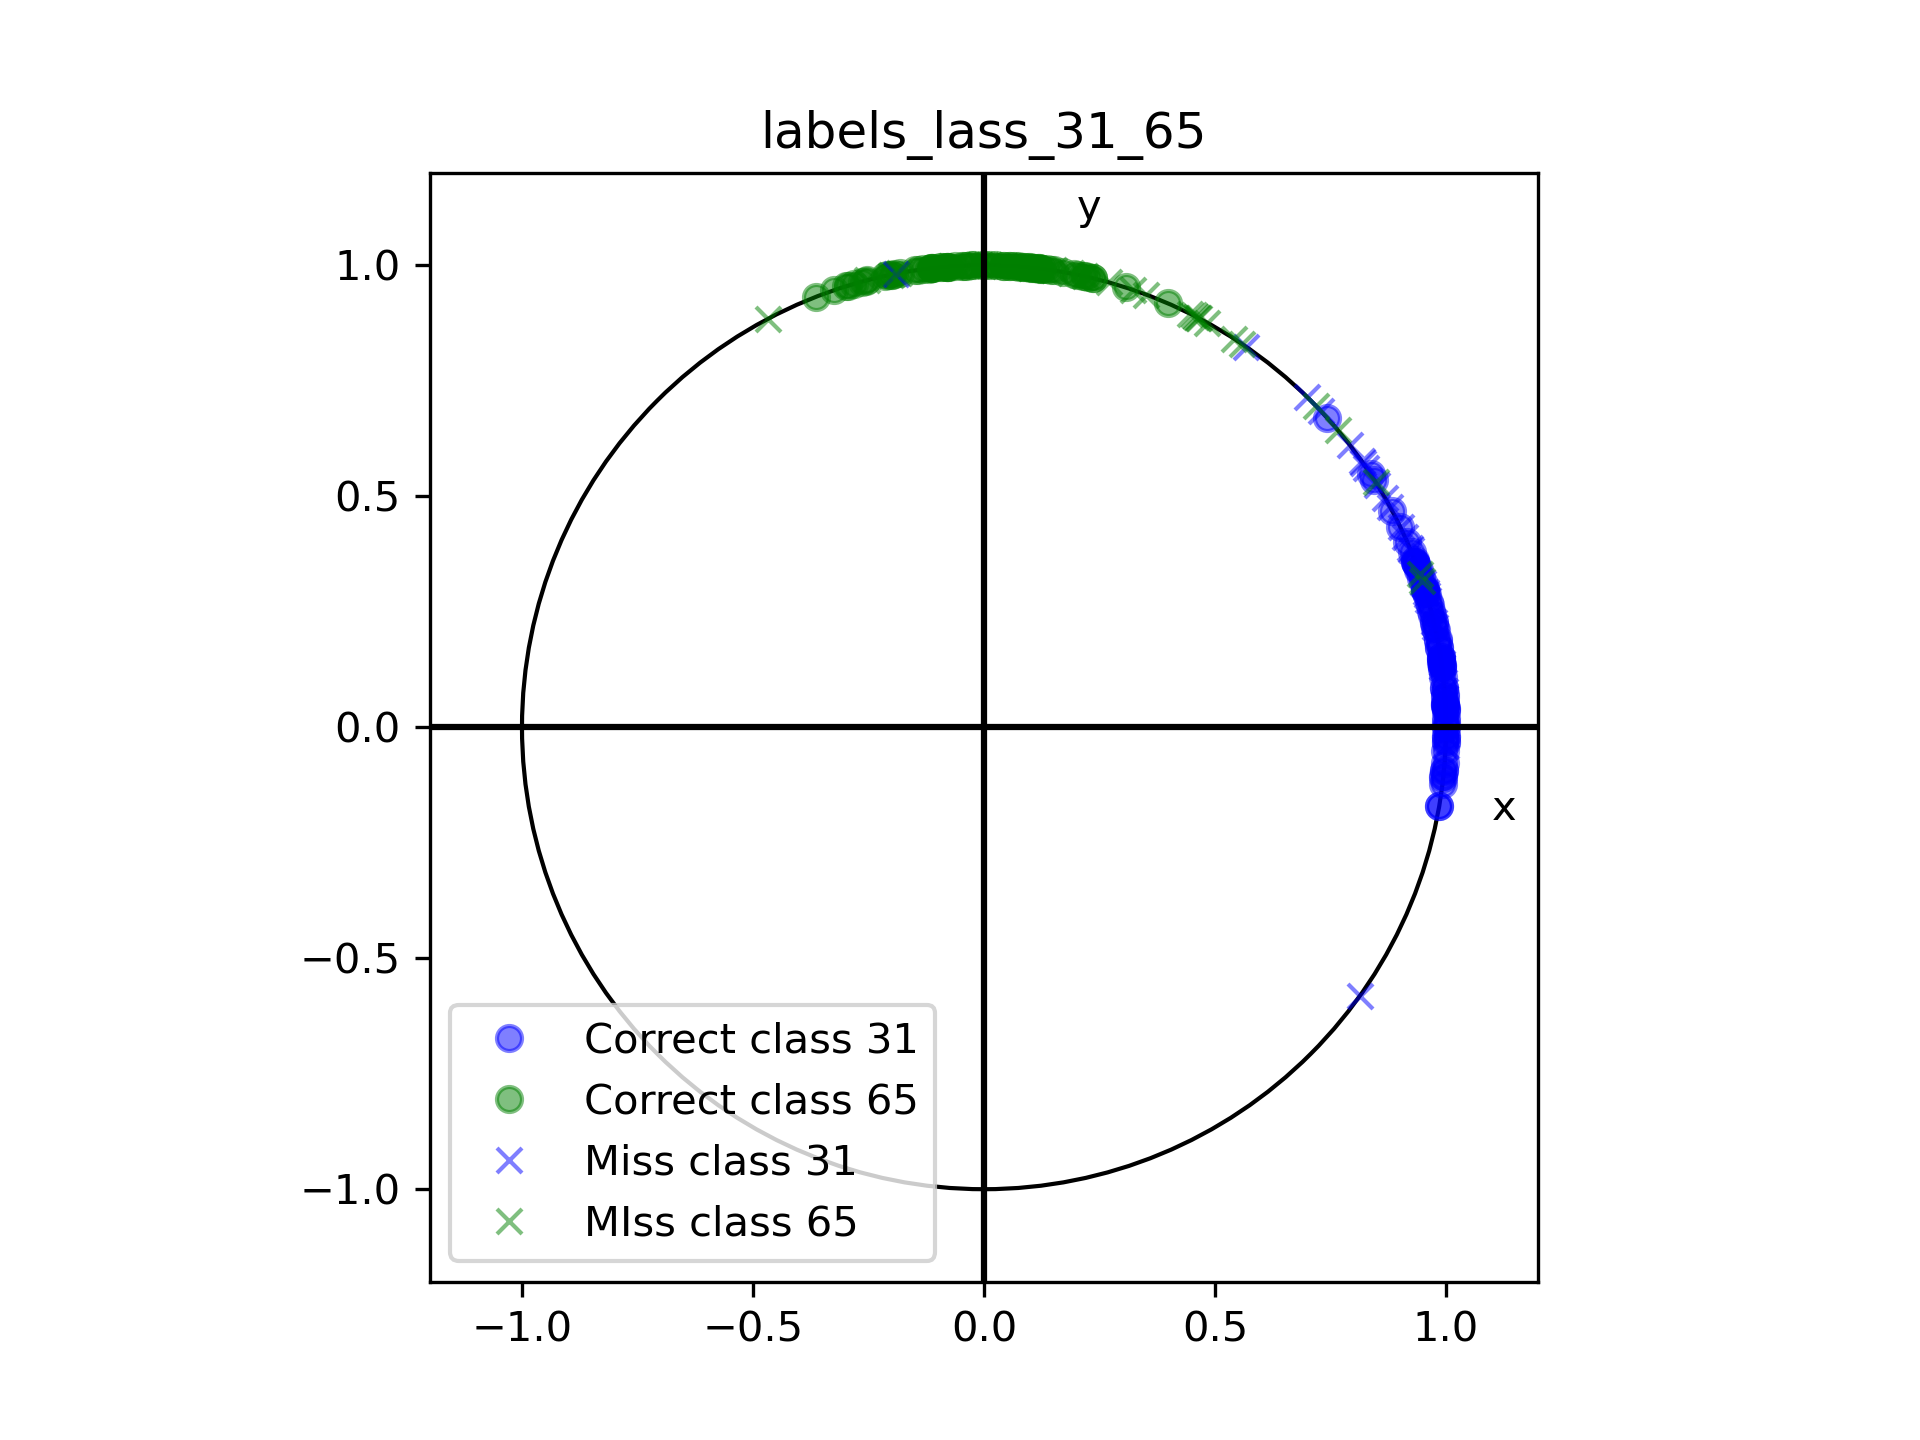 labels_lass_31_65
y
x
1.0
0.5
0.0
−0.5
−1.0
−1.0 −0.5 0.0 0.5 1.0
Correct class 31
Correct class 65
Miss class 31
MIss class 65